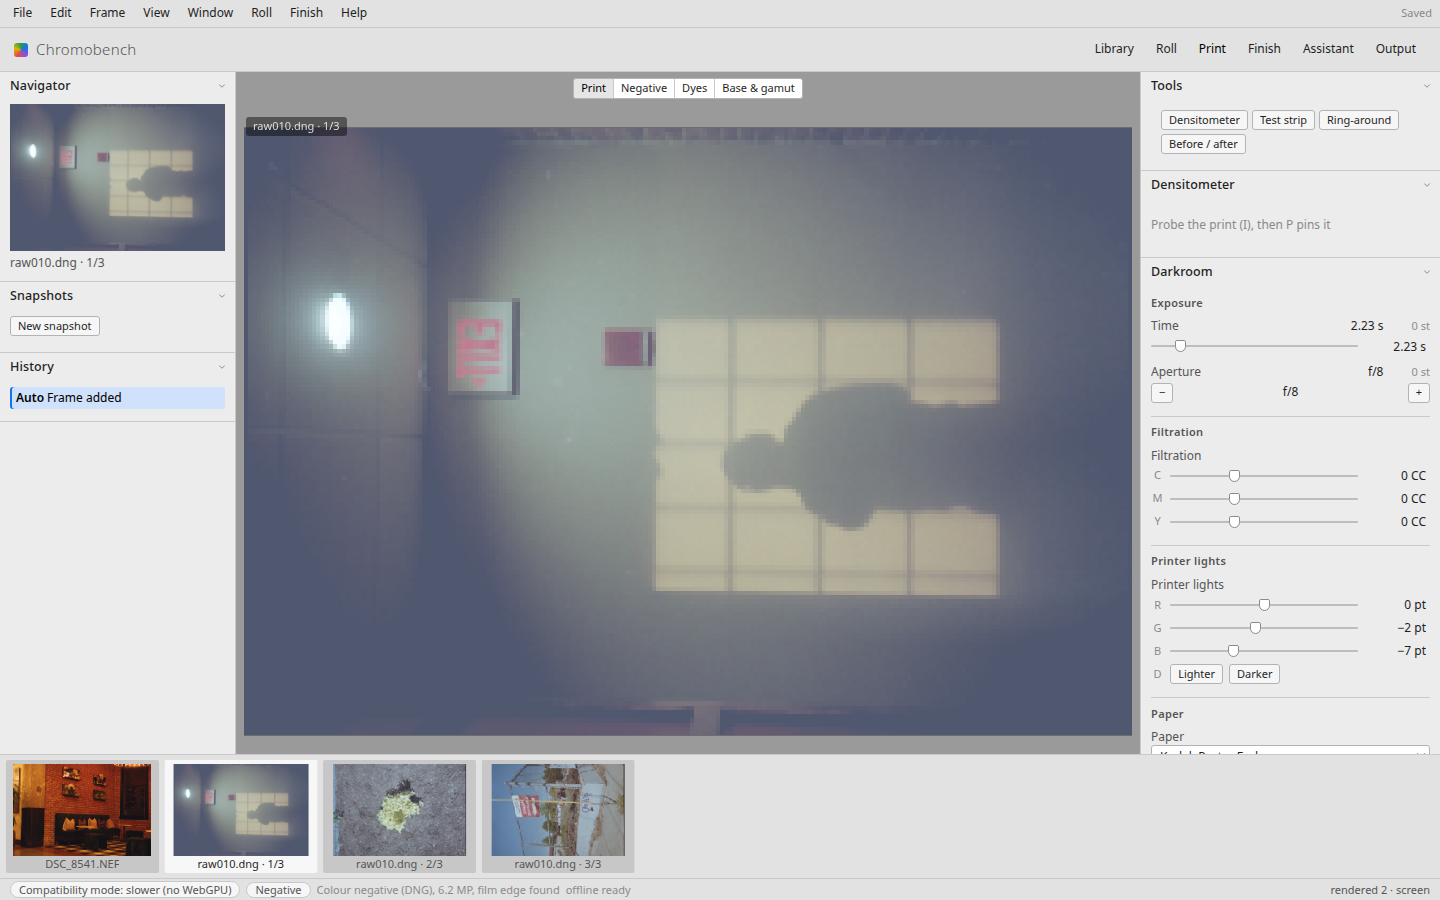 File Edit Frame View Window Roll Finish Help Saved
Chromobench Library Roll Print Finish Assistant Output
Navigator
raw010.dng · 1/3
Snapshots
New snapshot
History
Auto Frame added
Print Negative Dyes Base & gamut
raw010.dng · 1/3
EXIT
Tools
Densitometer Test strip Ring-around
Before / after
Densitometer
Probe the print (I), then P pins it
Darkroom
Exposure
Time 2.23 s 0 st
2.23 s
Aperture f/8 0 st
− f/8 +
Filtration
Filtration
C 0 CC
M 0 CC
Y 0 CC
Printer lights
Printer lights
R 0 pt
G −2 pt
B −7 pt
D Lighter Darker
Paper
Paper
DSC_8541.NEF raw010.dng · 1/3 raw010.dng · 2/3 raw010.dng · 3/3
Compatibility mode: slower (no WebGPU) Negative Colour negative (DNG), 6.2 MP, film edge found offline ready rendered 2 · screen